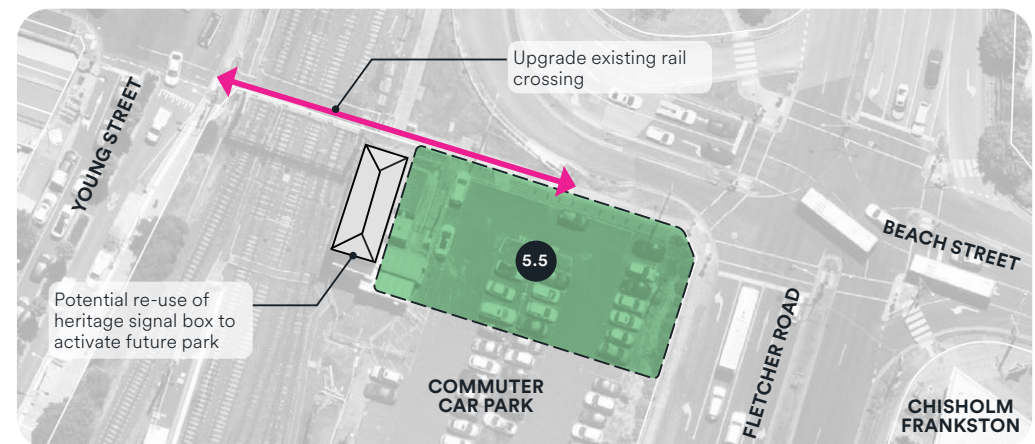 Upgrade existing rail
crossing
YOUNG STREET
5.5
BEACH STREET
Potential re-use of
heritage signal box to
activate future park
FLETCHER ROAD
COMMUTER
CAR PARK
CHISHOLM
FRANKSTON